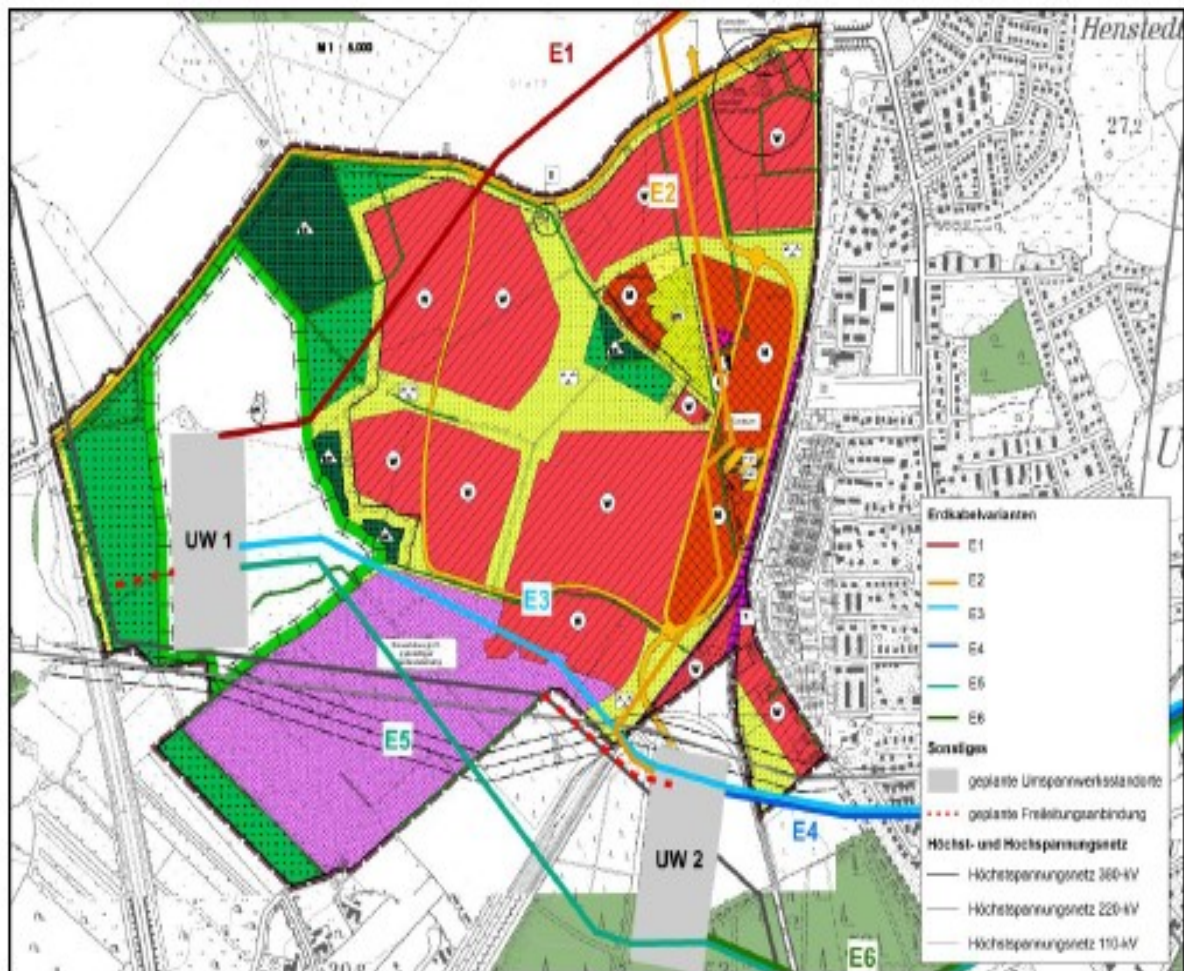 Henstedt
M 1 : 5.000
E1
27,2
E2
E3
UW 1
E5
E4
UW 2
E6
U
Erdkabelvarianten
E1
E2
E3
E4
E5
E6
Sonstiges
geplante Umspannwerksstandorte
geplante Freileitungsanbindung
Höchst- und Hochspannungsnetz
Höchstspannungsnetz 380-kV
Höchstspannungsnetz 220-kV
Höchstspannungsnetz 110-kV